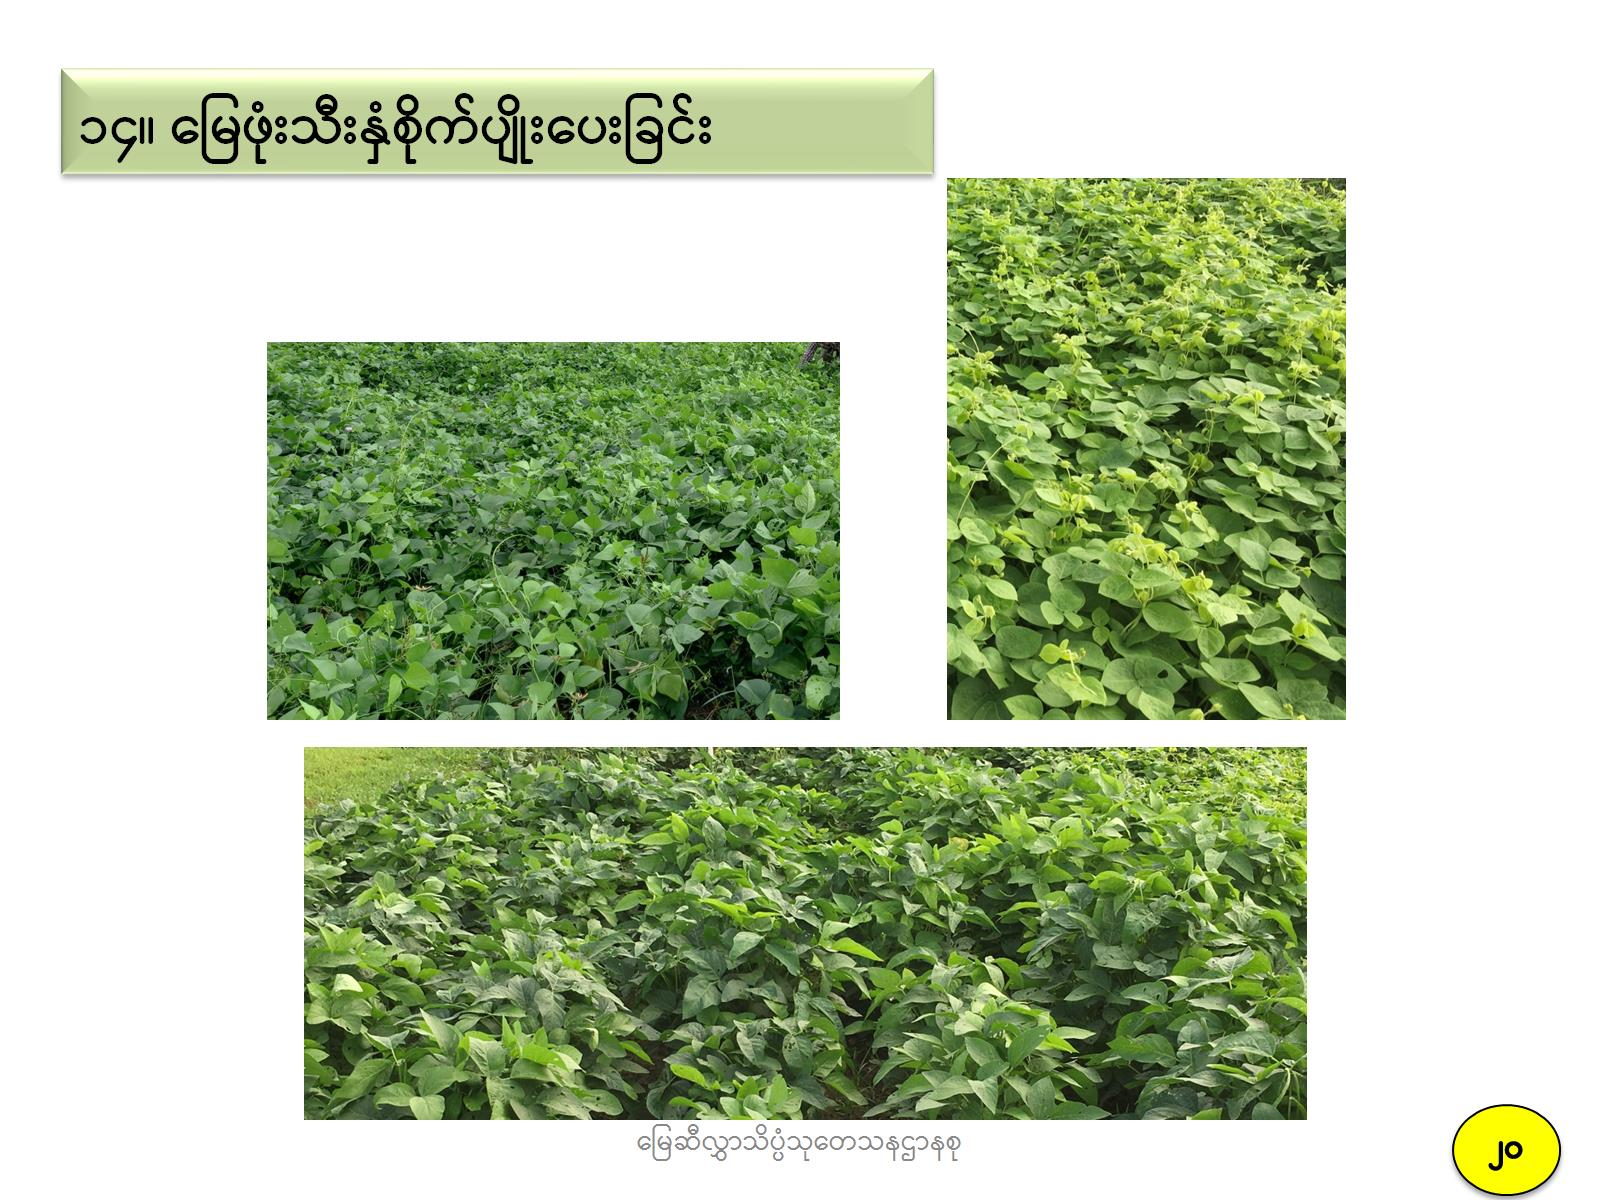 ၁၄။ မြေဖုံးသီးနှံစိုက်ပျိုးပေးခြင်း
မြေဆီလွှာသိပ္ပံသုတေသနဌာနစု
၂၀